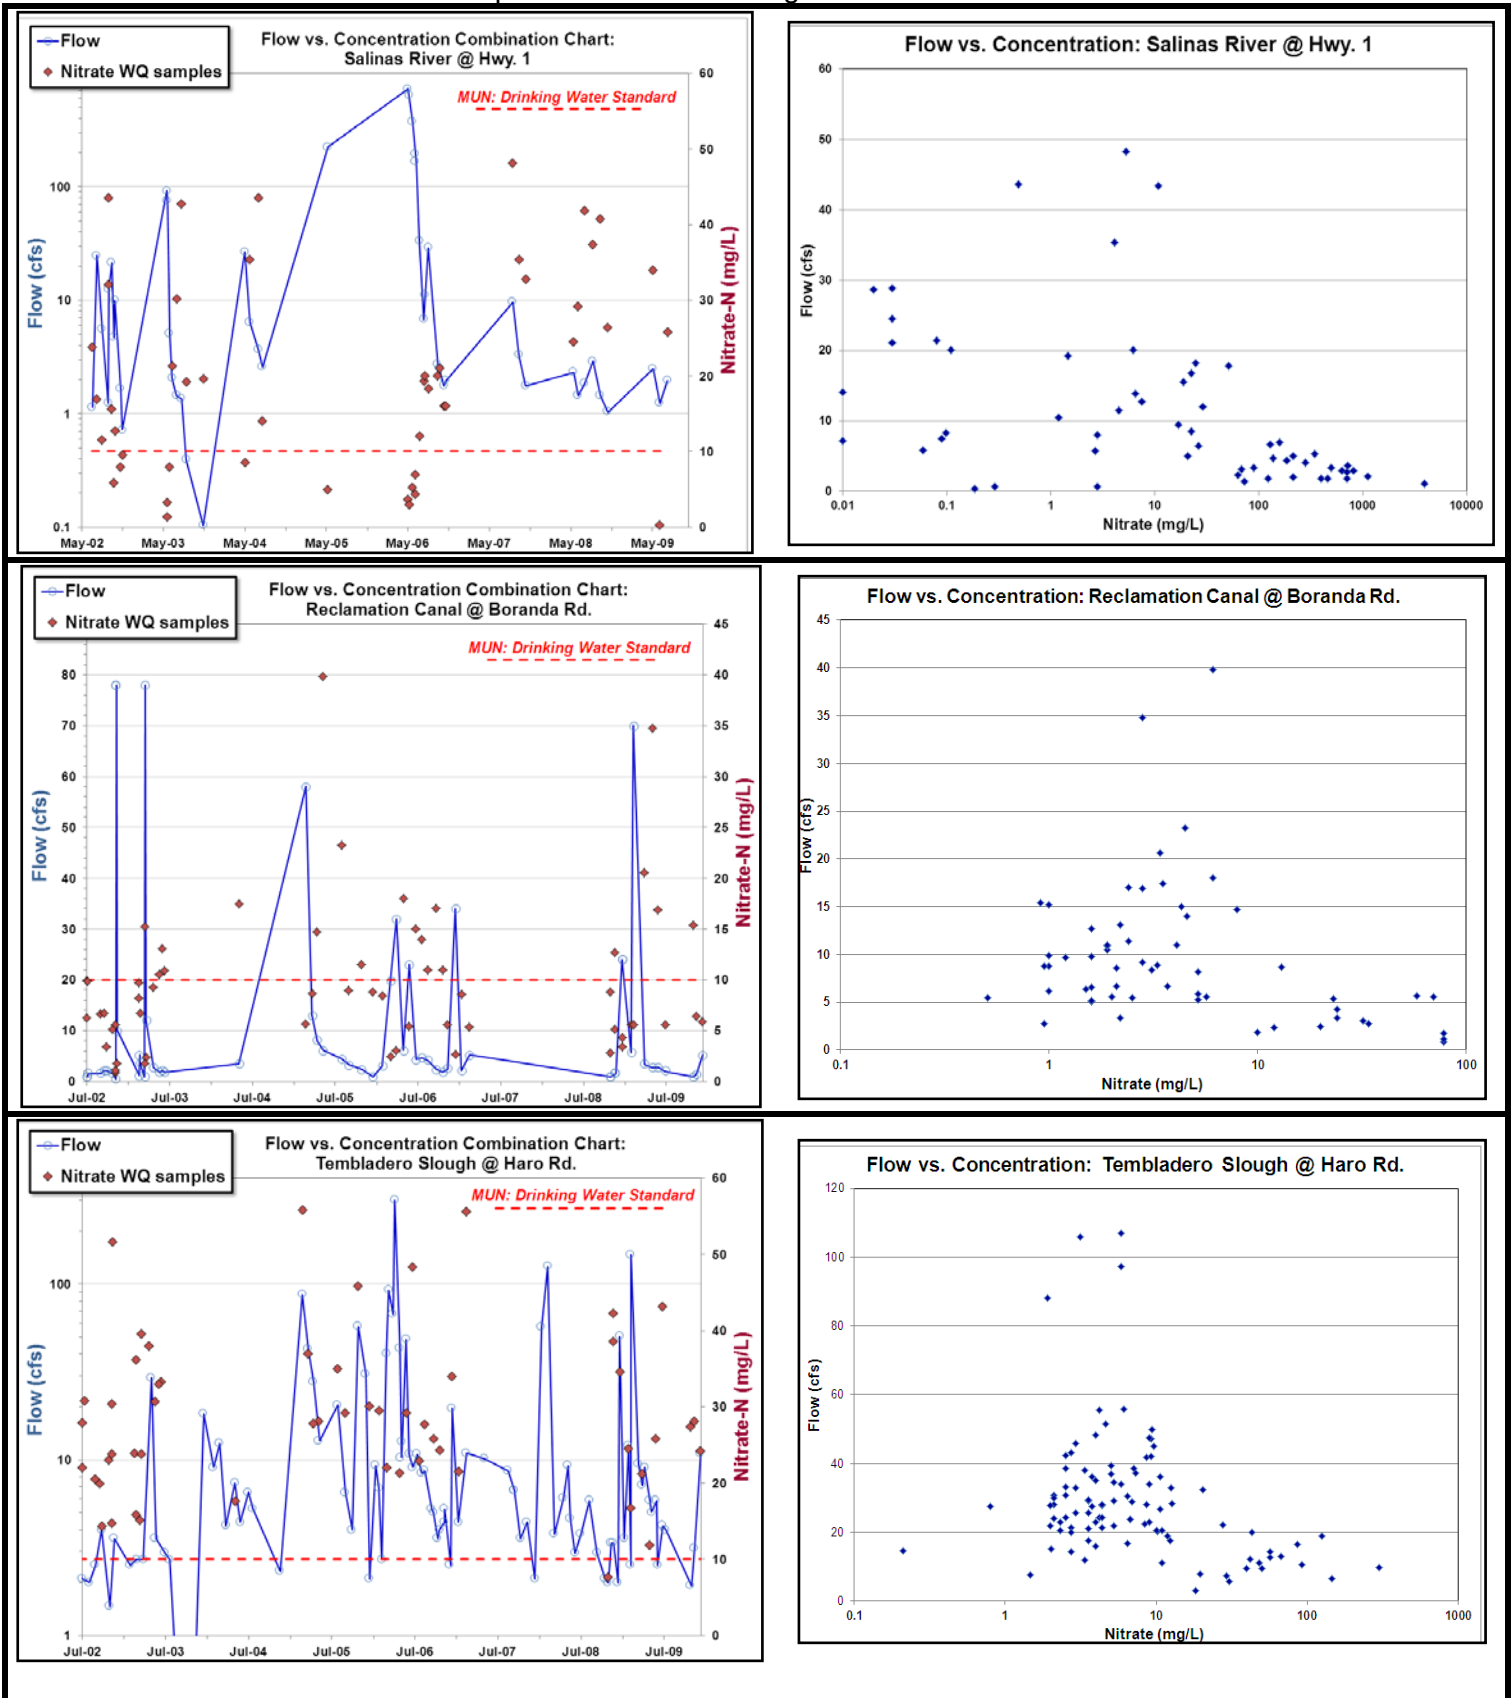 Flow
Nitrate WQ samples
Flow vs. Concentration Combination Chart:
Salinas River @ Hwy. 1
MUN: Drinking Water Standard
Flow (cfs)
100
10
1
0.1
60
50
40
30
20
10
0
Nitrate-N (mg/L)
May-02 May-03 May-04 May-05 May-06 May-07 May-08 May-09
Flow vs. Concentration: Salinas River @ Hwy. 1
Flow (cfs)
60
50
40
30
20
10
0
0.01 0.1 1 10 100 1000 10000
Nitrate (mg/L)
Flow
Nitrate WQ samples
Flow vs. Concentration Combination Chart:
Reclamation Canal @ Boranda Rd.
MUN: Drinking Water Standard
Flow (cfs)
80
70
60
50
40
30
20
10
0
45
40
35
30
25
20
15
10
5
0
Nitrate-N (mg/L)
Jul-02 Jul-03 Jul-04 Jul-05 Jul-06 Jul-07 Jul-08 Jul-09
Flow vs. Concentration: Reclamation Canal @ Boranda Rd.
Flow (cfs)
45
40
35
30
25
20
15
10
5
0
0.1 1 10 100
Nitrate (mg/L)
Flow
Nitrate WQ samples
Flow vs. Concentration Combination Chart:
Tembladero Slough @ Haro Rd.
MUN: Drinking Water Standard
Flow (cfs)
100
10
1
60
50
40
30
20
10
0
Nitrate-N (mg/L)
Jul-02 Jul-03 Jul-04 Jul-05 Jul-06 Jul-07 Jul-08 Jul-09
Flow vs. Concentration: Tembladero Slough @ Haro Rd.
Flow (cfs)
120
100
80
60
40
20
0
0.1 1 10 100 1000
Nitrate (mg/L)